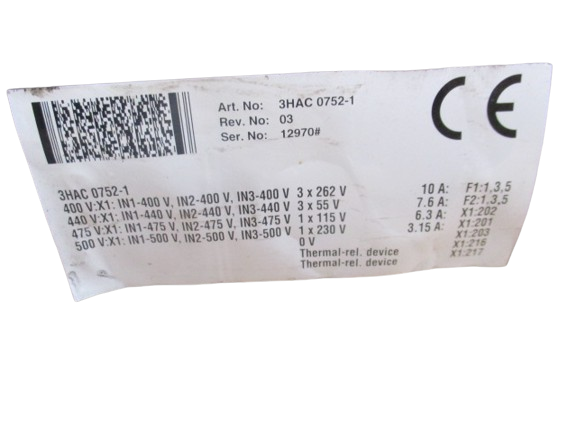 Art. No: 3HAC 0752-1
Rev. No: 03
Ser. No: 12970#
CE
3HAC 0752-1
400 V:X1: IN1-400 V, IN2-400 V, IN3-400 V 3 x 262 V 10 A: F1:1,3,5
440 V:X1: IN1-440 V, IN2-440 V, IN3-440 V 3 x 55 V 7.6 A: F2:1,3,5
475 V:X1: IN1-475 V, IN2-475 V, IN3-475 V 1 x 115 V 6.3 A: X1:202
500 V:X1: IN1-500 V, IN2-500 V, IN3-500 V 1 x 230 V 3.15 A: X1:201
0 V X1:203
Thermal-rel. device X1:216
Thermal-rel. device X1:217